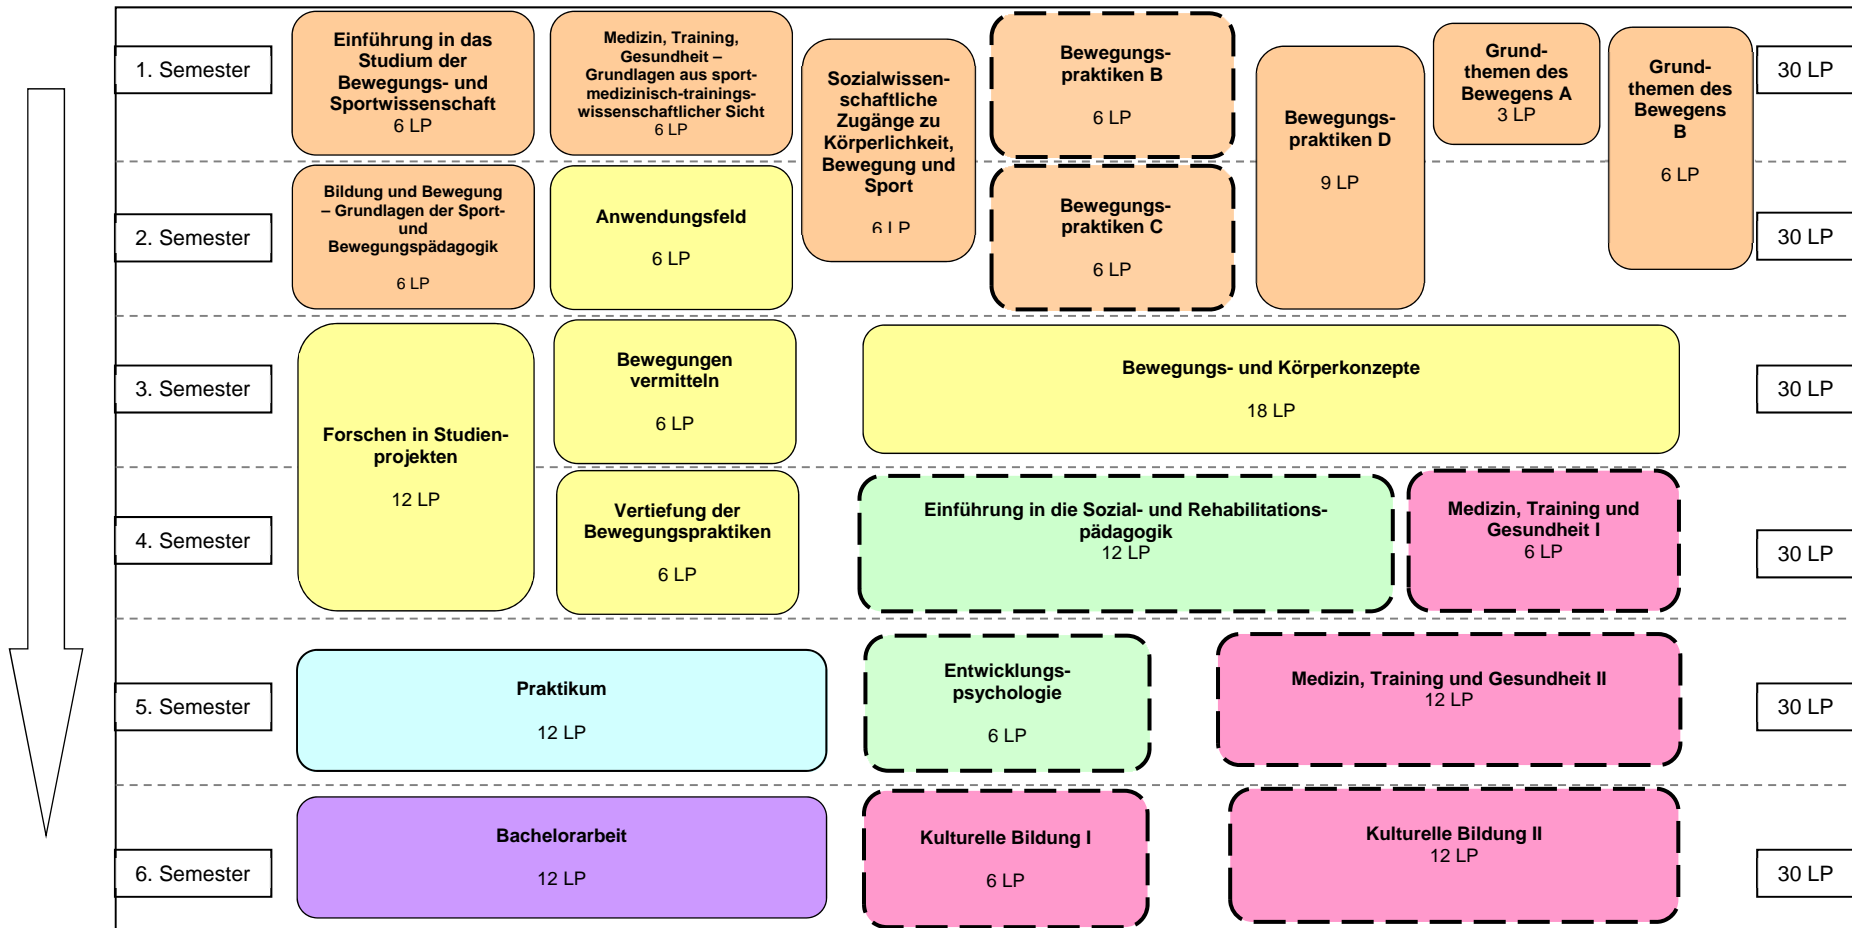 1. Semester
Einführung in das
Studium der
Bewegungs- und
Sportwissenschaft
6 LP
Medizin, Training,
Gesundheit –
Grundlagen aus sport-
medizinisch-trainings-
wissenschaftlicher Sicht
6 LP
Sozialwissen-
schaftliche
Zugänge zu
Körperlichkeit,
Bewegung und
Sport
6 LP
Bewegungs-
praktiken B
6 LP
Bewegungs-
praktiken D
9 LP
Grund-
themen des
Bewegens A
3 LP
Grund-
themen des
Bewegens
B
6 LP
30 LP
2. Semester
Bildung und Bewegung
– Grundlagen der Sport-
und
Bewegungspädagogik
6 LP
Anwendungsfeld
6 LP
Bewegungs-
praktiken C
6 LP
30 LP
3. Semester
Forschen in Studien-
projekten
12 LP
Bewegungen
vermitteln
6 LP
Bewegungs- und Körperkonzepte
18 LP
30 LP
4. Semester
Vertiefung der
Bewegungspraktiken
6 LP
Einführung in die Sozial- und Rehabilitations-
pädagogik
12 LP
Medizin, Training und
Gesundheit I
6 LP
30 LP
5. Semester
Praktikum
12 LP
Entwicklungs-
psychologie
6 LP
Medizin, Training und Gesundheit II
12 LP
30 LP
6. Semester
Bachelorarbeit
12 LP
Kulturelle Bildung I
6 LP
Kulturelle Bildung II
12 LP
30 LP